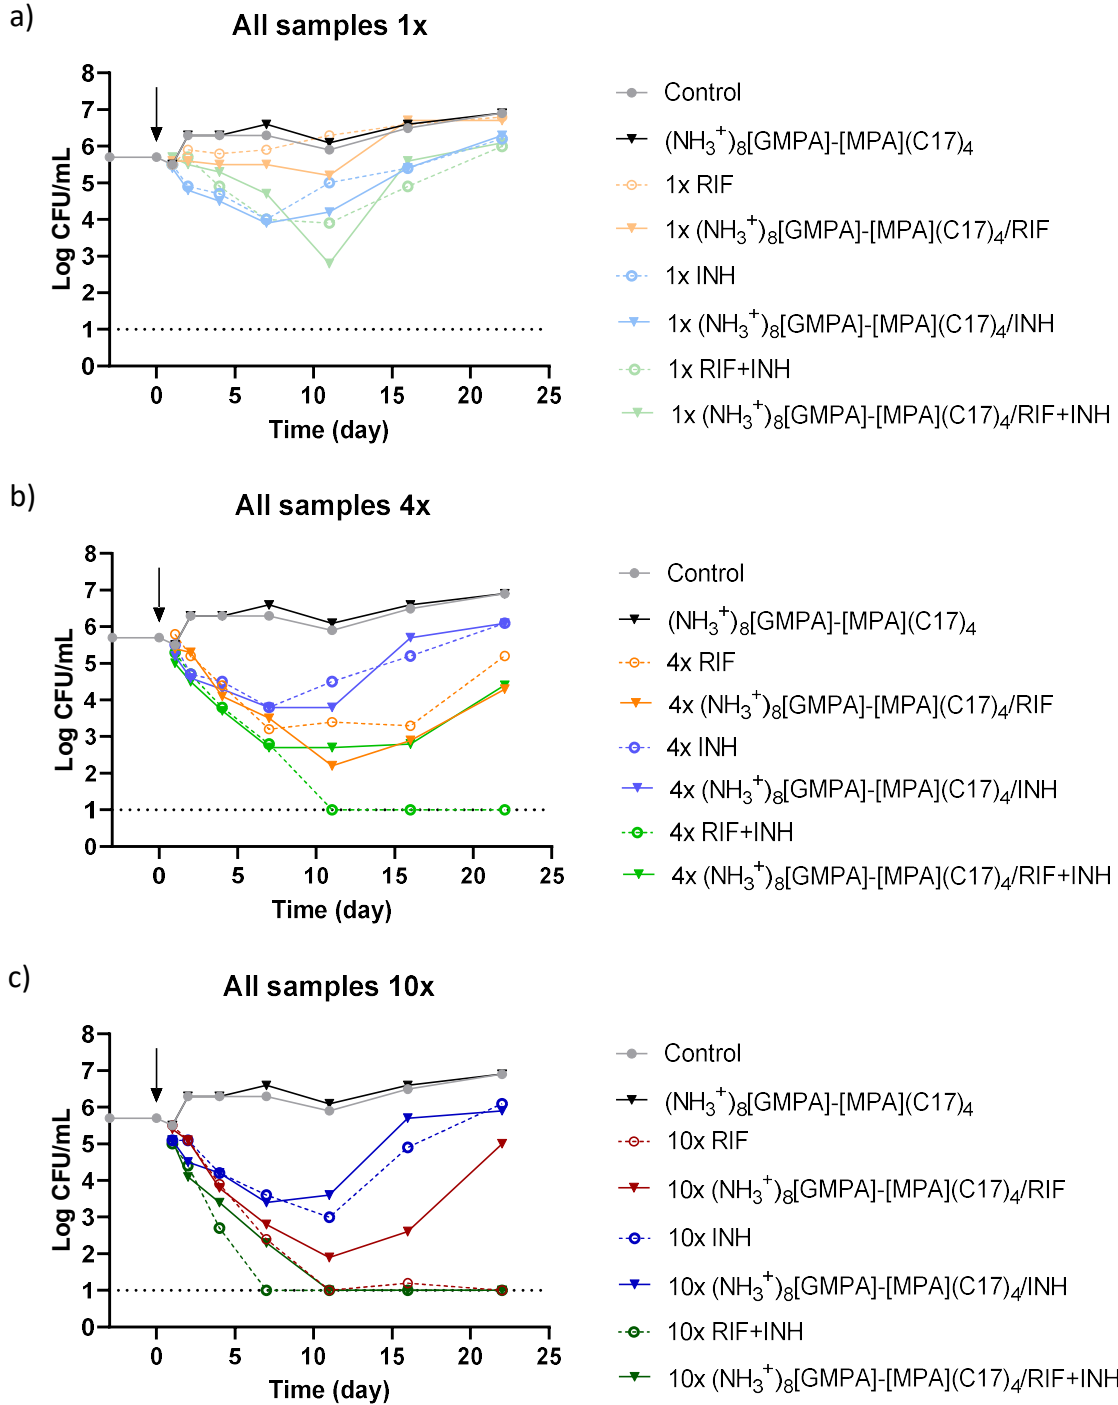 a)
All samples 1x
Log CFU/mL
8
7
6
5
4
3
2
1
0
0 5 10 15 20 25
Time (day)
Control
(NH₃⁺)₈[GMPA]-[MPA](C17)₄
1x RIF
1x (NH₃⁺)₈[GMPA]-[MPA](C17)₄/RIF
1x INH
1x (NH₃⁺)₈[GMPA]-[MPA](C17)₄/INH
1x RIF+INH
1x (NH₃⁺)₈[GMPA]-[MPA](C17)₄/RIF+INH
b)
All samples 4x
Log CFU/mL
8
7
6
5
4
3
2
1
0
0 5 10 15 20 25
Time (day)
Control
(NH₃⁺)₈[GMPA]-[MPA](C17)₄
4x RIF
4x (NH₃⁺)₈[GMPA]-[MPA](C17)₄/RIF
4x INH
4x (NH₃⁺)₈[GMPA]-[MPA](C17)₄/INH
4x RIF+INH
4x (NH₃⁺)₈[GMPA]-[MPA](C17)₄/RIF+INH
c)
All samples 10x
Log CFU/mL
8
7
6
5
4
3
2
1
0
0 5 10 15 20 25
Time (day)
Control
(NH₃⁺)₈[GMPA]-[MPA](C17)₄
10x RIF
10x (NH₃⁺)₈[GMPA]-[MPA](C17)₄/RIF
10x INH
10x (NH₃⁺)₈[GMPA]-[MPA](C17)₄/INH
10x RIF+INH
10x (NH₃⁺)₈[GMPA]-[MPA](C17)₄/RIF+INH